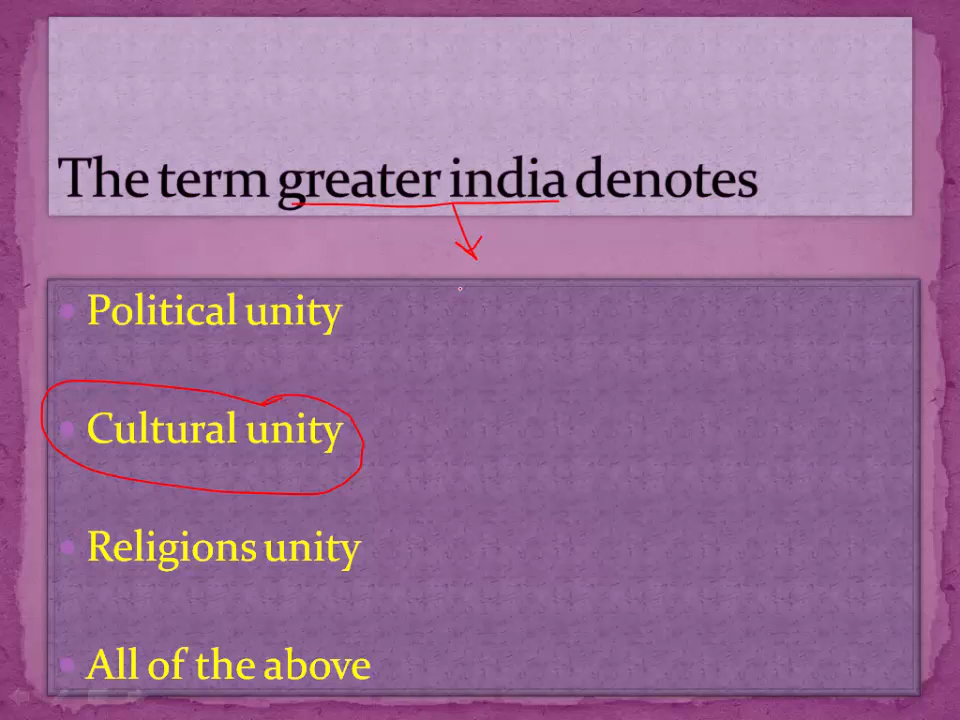 The term greater india denotes
Political unity
Cultural unity
Religions unity
All of the above